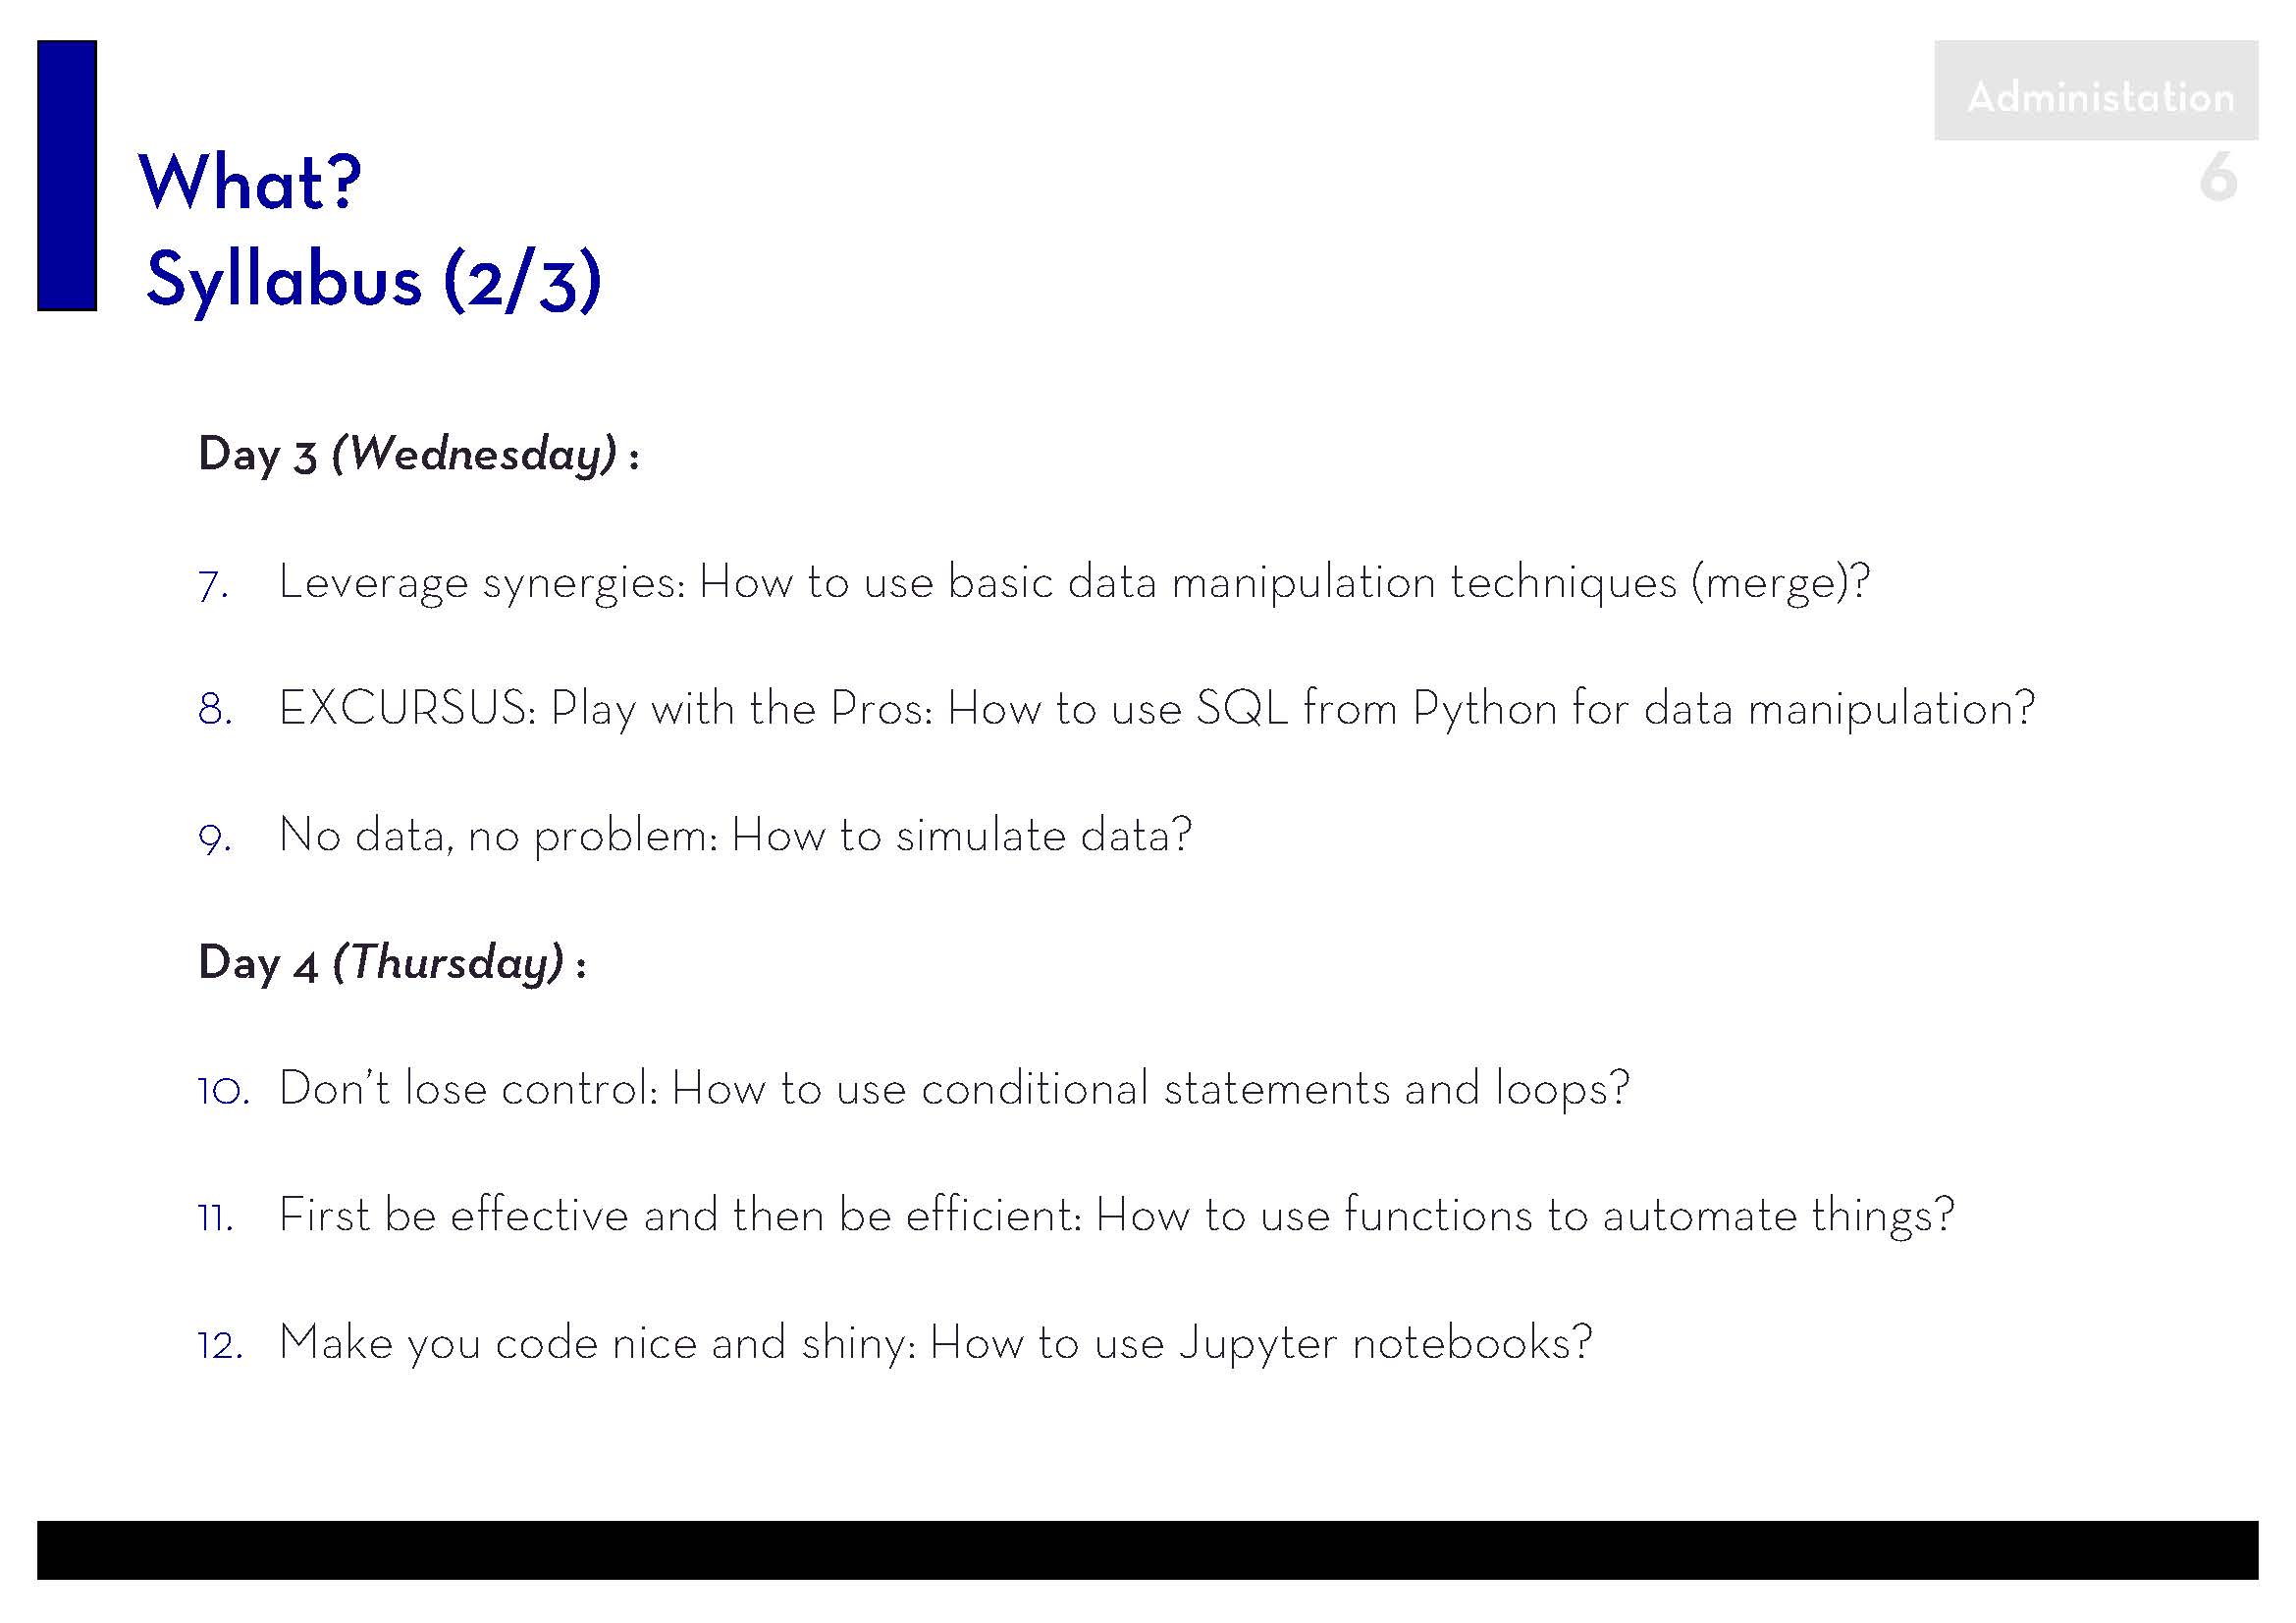 Administation
6
What?
Syllabus (2/3)
Day 3 (Wednesday) :
7. Leverage synergies: How to use basic data manipulation techniques (merge)?
8. EXCURSUS: Play with the Pros: How to use SQL from Python for data manipulation?
9. No data, no problem: How to simulate data?
Day 4 (Thursday) :
10. Don’t lose control: How to use conditional statements and loops?
11. First be effective and then be efficient: How to use functions to automate things?
12. Make you code nice and shiny: How to use Jupyter notebooks?